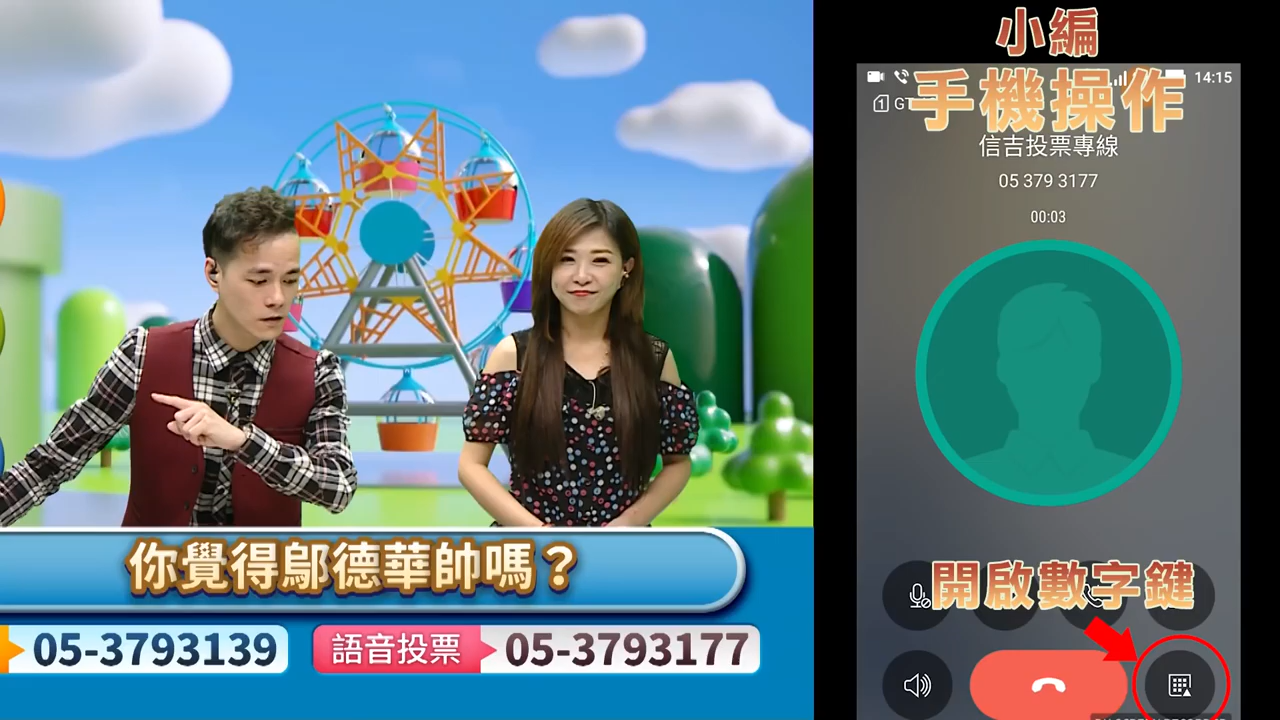 小編
手機操作
14:15
1
信吉投票專線
05 379 3177
00:03
開啟數字鍵
你覺得鄔德華帥嗎？
05-3793139
語音投票
05-3793177